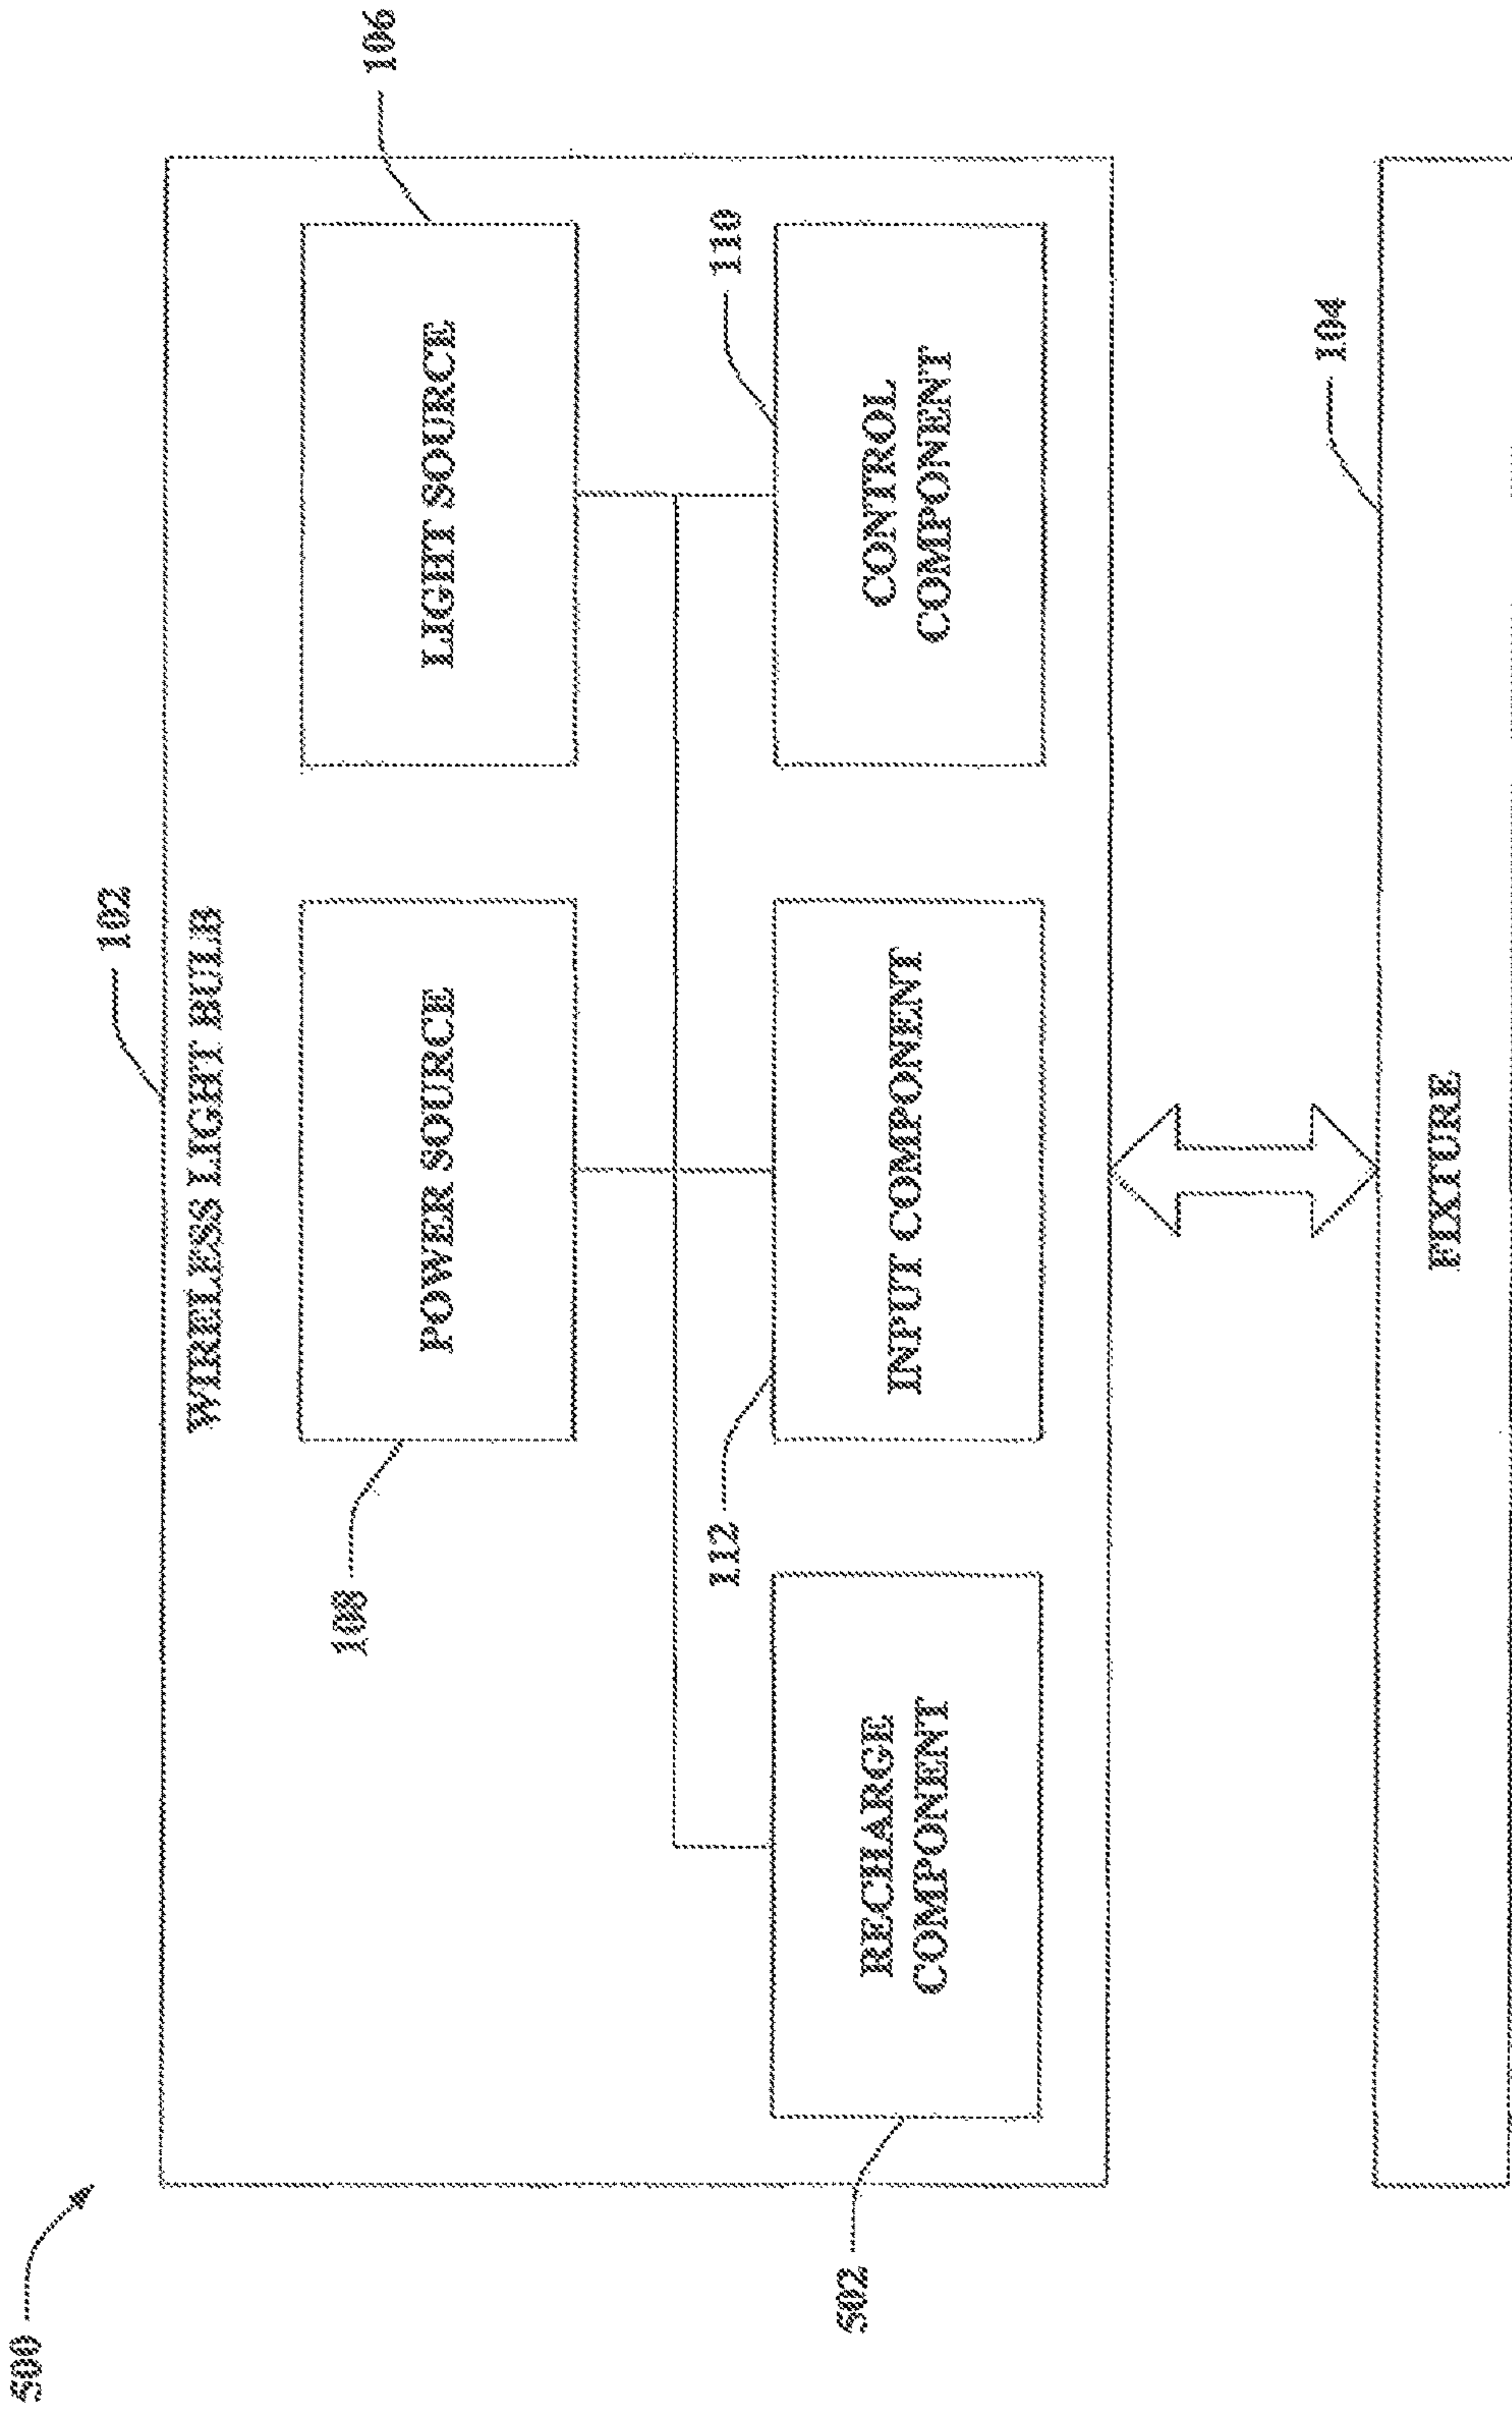 500
102
WIRELESS LIGHT BULB
108
106
POWER SOURCE
LIGHT SOURCE
112
110
RECHARGE
COMPONENT
INPUT COMPONENT
CONTROL
COMPONENT
502
104
FIXTURE